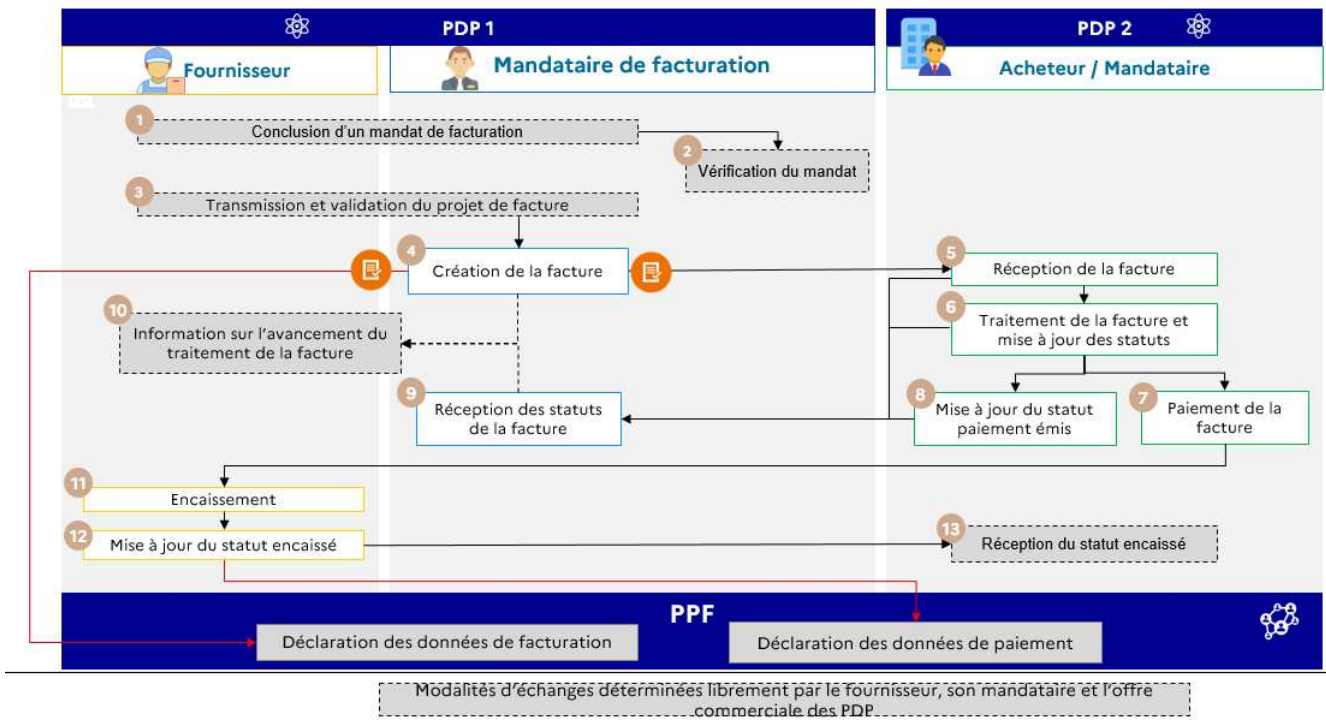 PDP 1
PDP 2
Fournisseur
Mandataire de facturation
Acheteur / Mandataire
1
Conclusion d'un mandat de facturation
2
Vérification du mandat
3
Transmission et validation du projet de facture
4
Création de la facture
5
Réception de la facture
6
Traitement de la facture et
mise à jour des statuts
10
Information sur l'avancement du
traitement de la facture
9
Réception des statuts
de la facture
8
Mise à jour du statut
paiement émis
7
Paiement de la
facture
11
Encaissement
12
Mise à jour du statut encaissé
13
Réception du statut encaissé
PPF
Déclaration des données de facturation
Déclaration des données de paiement
Modalités d'échanges déterminées librement par le fournisseur, son mandataire et l'offre
commerciale des PDP